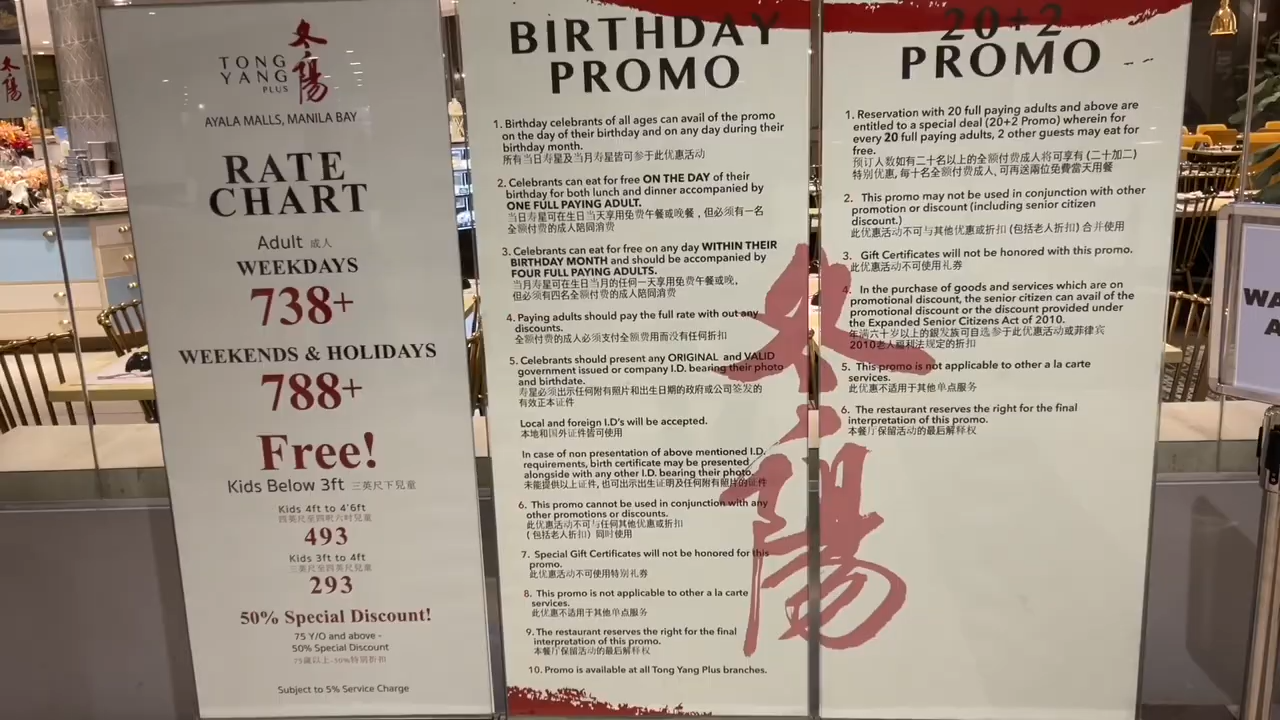 TONG
YANG
PLUS
冬陽
AYALA MALLS, MANILA BAY
RATE
CHART
Adult 成人
WEEKDAYS
738+
WEEKENDS & HOLIDAYS
788+
Free!
Kids Below 3ft 三英尺下兒童
Kids 4ft to 4'6ft
四英尺至四呎六吋兒童
493
Kids 3ft to 4ft
三英尺至四英尺兒童
293
50% Special Discount!
75 Y/O and above -
50% Special Discount
75歲以上-50%特別折扣
Subject to 5% Service Charge
BIRTHDAY
PROMO
1. Birthday celebrants of all ages can avail of the promo
on the day of their birthday and on any day during their
birthday month.
所有当日寿星及当月寿星皆可参于此优惠活动
2. Celebrants can eat for free ON THE DAY of their
birthday for both lunch and dinner accompanied by
ONE FULL PAYING ADULT.
当日寿星可在生日当天享用免费午餐或晚餐，但必须有一名
全额付费的成人陪同消费
3. Celebrants can eat for free on any day WITHIN THEIR
BIRTHDAY MONTH and should be accompanied by
FOUR FULL PAYING ADULTS.
当月寿星可在生日当月的任何一天享用免费午餐或晚,
但必须有四名全额付费的成人陪同消费
4. Paying adults should pay the full rate with out any
discounts.
全额付费的成人必须支付全额费用而没有任何折扣
5. Celebrants should present any ORIGINAL and VALID
government issued or company I.D. bearing their photo
and birthdate.
寿星必须出示任何附有照片和出生日期的政府或公司签发的
有效正本证件
Local and foreign I.D's will be accepted.
本地和国外证件皆可使用
In case of non presentation of above mentioned I.D.
requirements, birth certificate may be presented
alongside with any other I.D. bearing their photo.
未能提供以上证件, 也可出示出生证明及任何附有照片的证件
6. This promo cannot be used in conjunction with any
other promotions or discounts.
此优惠活动不可与任何其他优惠或折扣
(包括老人折扣) 同时使用
7. Special Gift Certificates will not be honored for this
promo.
此优惠活动不可使用特别礼券
8. This promo is not applicable to other a la carte
services.
此优惠不适用于其他单点服务
9. The restaurant reserves the right for the final
interpretation of this promo.
本餐厅保留活动的最后解释权
10. Promo is available at all Tong Yang Plus branches.
20+2
PROMO
1. Reservation with 20 full paying adults and above are
entitled to a special deal (20+2 Promo) wherein for
every 20 full paying adults, 2 other guests may eat for
free.
预订人数如有二十名以上的全额付费成人将可享有 (二十加二)
特别优惠, 每十名全额付费成人, 可再送兩位免費當天用餐
2. This promo may not be used in conjunction with other
promotion or discount (including senior citizen
discount.)
此优惠活动不可与其他优惠或折扣 (包括老人折扣) 合并使用
3. Gift Certificates will not be honored with this promo.
此优惠活动不可使用礼券
4. In the purchase of goods and services which are on
promotional discount, the senior citizen can avail of the
promotional discount or the discount provided under
the Expanded Senior Citizens Act of 2010.
年满六十岁以上的銀发族可自选参于此优惠活动或菲律宾
2010老人福利法规定的折扣
5. This promo is not applicable to other a la carte
services.
此优惠不适用于其他单点服务
6. The restaurant reserves the right for the final
interpretation of this promo.
本餐厅保留活动的最后解释权
冬陽